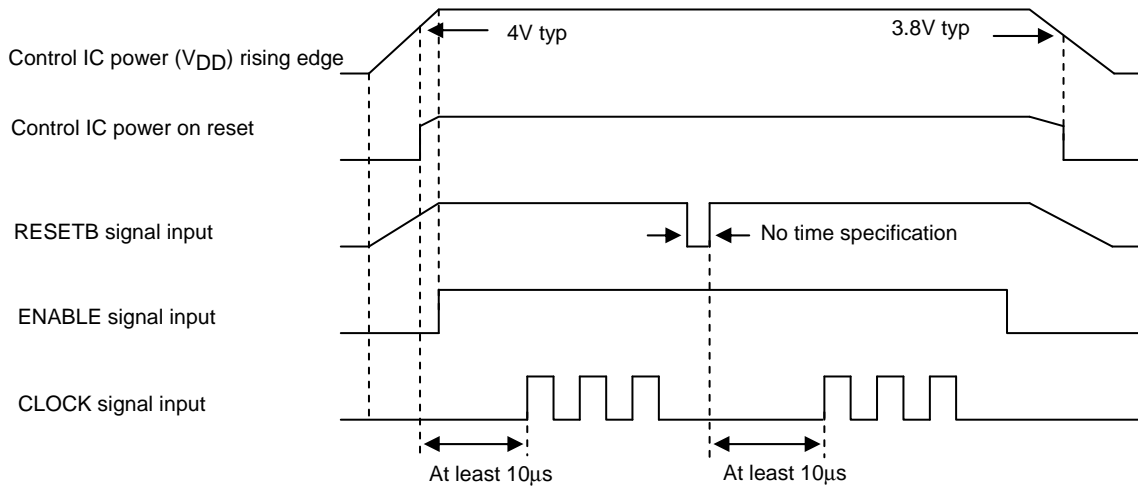 4V typ
3.8V typ
Control IC power (VDD) rising edge
Control IC power on reset
RESETB signal input
No time specification
ENABLE signal input
CLOCK signal input
At least 10μs
At least 10μs